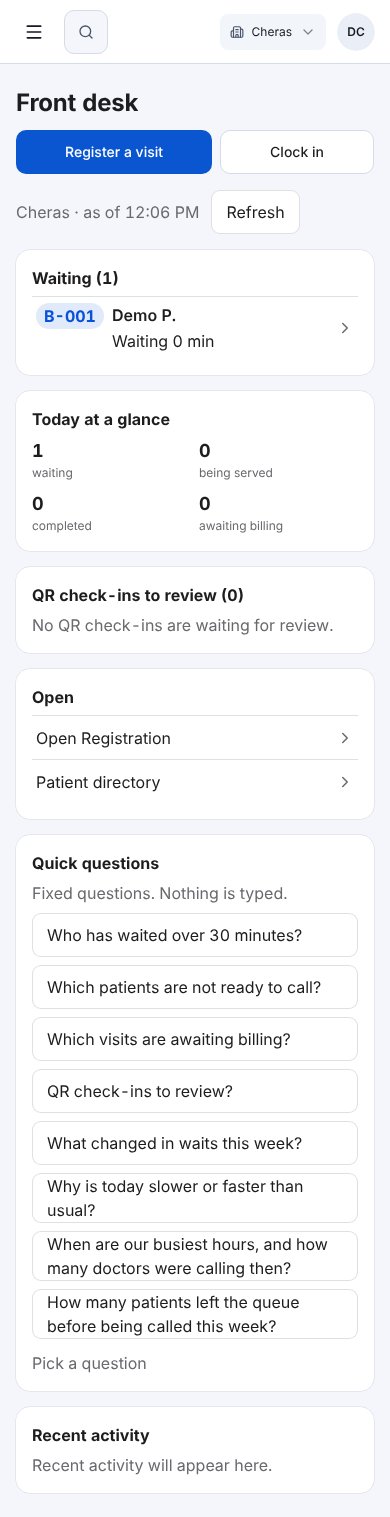 Cheras
DC
Front desk
Register a visit
Clock in
Cheras · as of 12:06 PM
Refresh
Waiting (1)
B-001
Demo P.
Waiting 0 min
Today at a glance
1
waiting
0
being served
0
completed
0
awaiting billing
QR check-ins to review (0)
No QR check-ins are waiting for review.
Open
Open Registration
Patient directory
Quick questions
Fixed questions. Nothing is typed.
Who has waited over 30 minutes?
Which patients are not ready to call?
Which visits are awaiting billing?
QR check-ins to review?
What changed in waits this week?
Why is today slower or faster than
usual?
When are our busiest hours, and how
many doctors were calling then?
How many patients left the queue
before being called this week?
Pick a question
Recent activity
Recent activity will appear here.